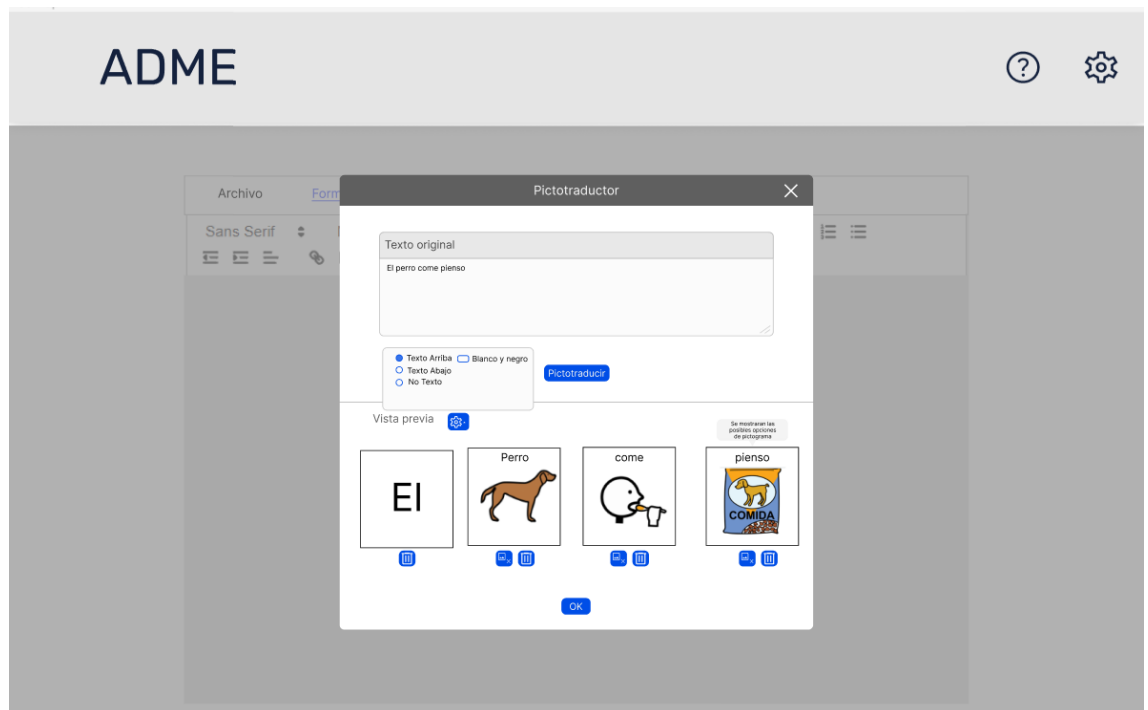 ADME
Archivo Form
Pictotraductor
Sans Serif
Texto original
El perro come pienso
Texto Arriba Blanco y negro
Texto Abajo
No Texto
Pictotraducir
Vista previa
Se mostraran las
posibles opciones
de pictograma
El
Perro
come
pienso
COMIDA
OK